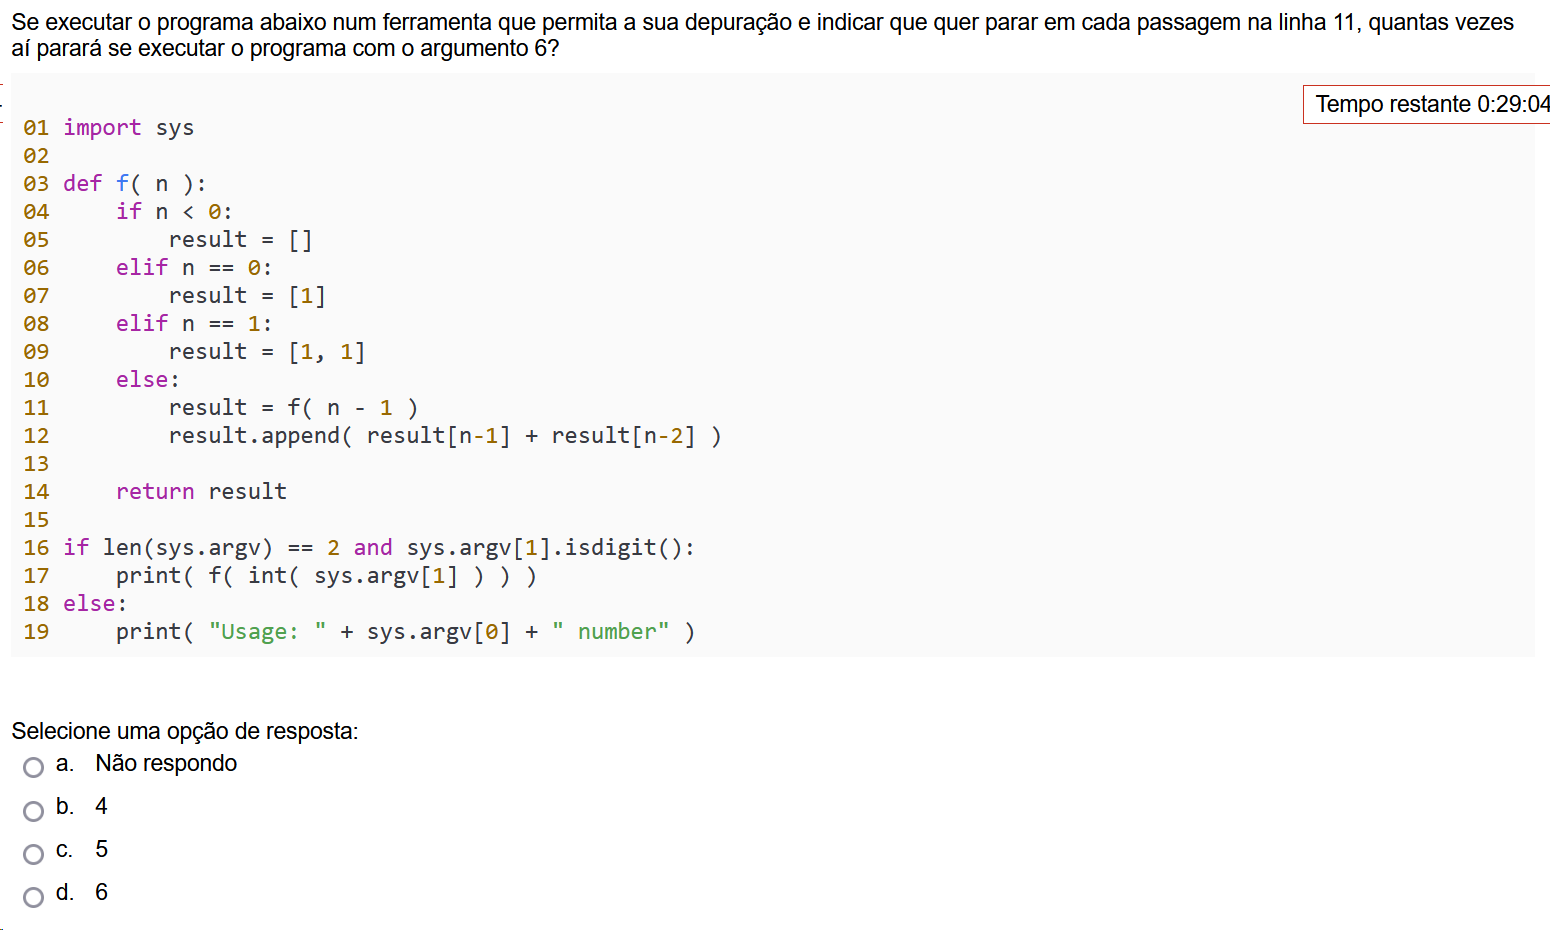 Se executar o programa abaixo num ferramenta que permita a sua depuração e indicar que quer parar em cada passagem na linha 11, quantas vezes
aí parará se executar o programa com o argumento 6?
Tempo restante 0:29:04
01 import sys
02
03 def f( n ):
04     if n < 0:
05         result = []
06     elif n == 0:
07         result = [1]
08     elif n == 1:
09         result = [1, 1]
10     else:
11         result = f( n - 1 )
12         result.append( result[n-1] + result[n-2] )
13
14     return result
15
16 if len(sys.argv) == 2 and sys.argv[1].isdigit():
17     print( f( int( sys.argv[1] ) ) )
18 else:
19     print( "Usage: " + sys.argv[0] + " number" )
Selecione uma opção de resposta:
a. Não respondo
b. 4
c. 5
d. 6